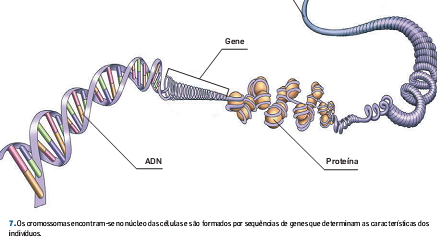 Gene
ADN
Proteína
7. Os cromossomas encontram-se no núcleo das células e são formados por sequências de genes que determinam as características dos
indivíduos.